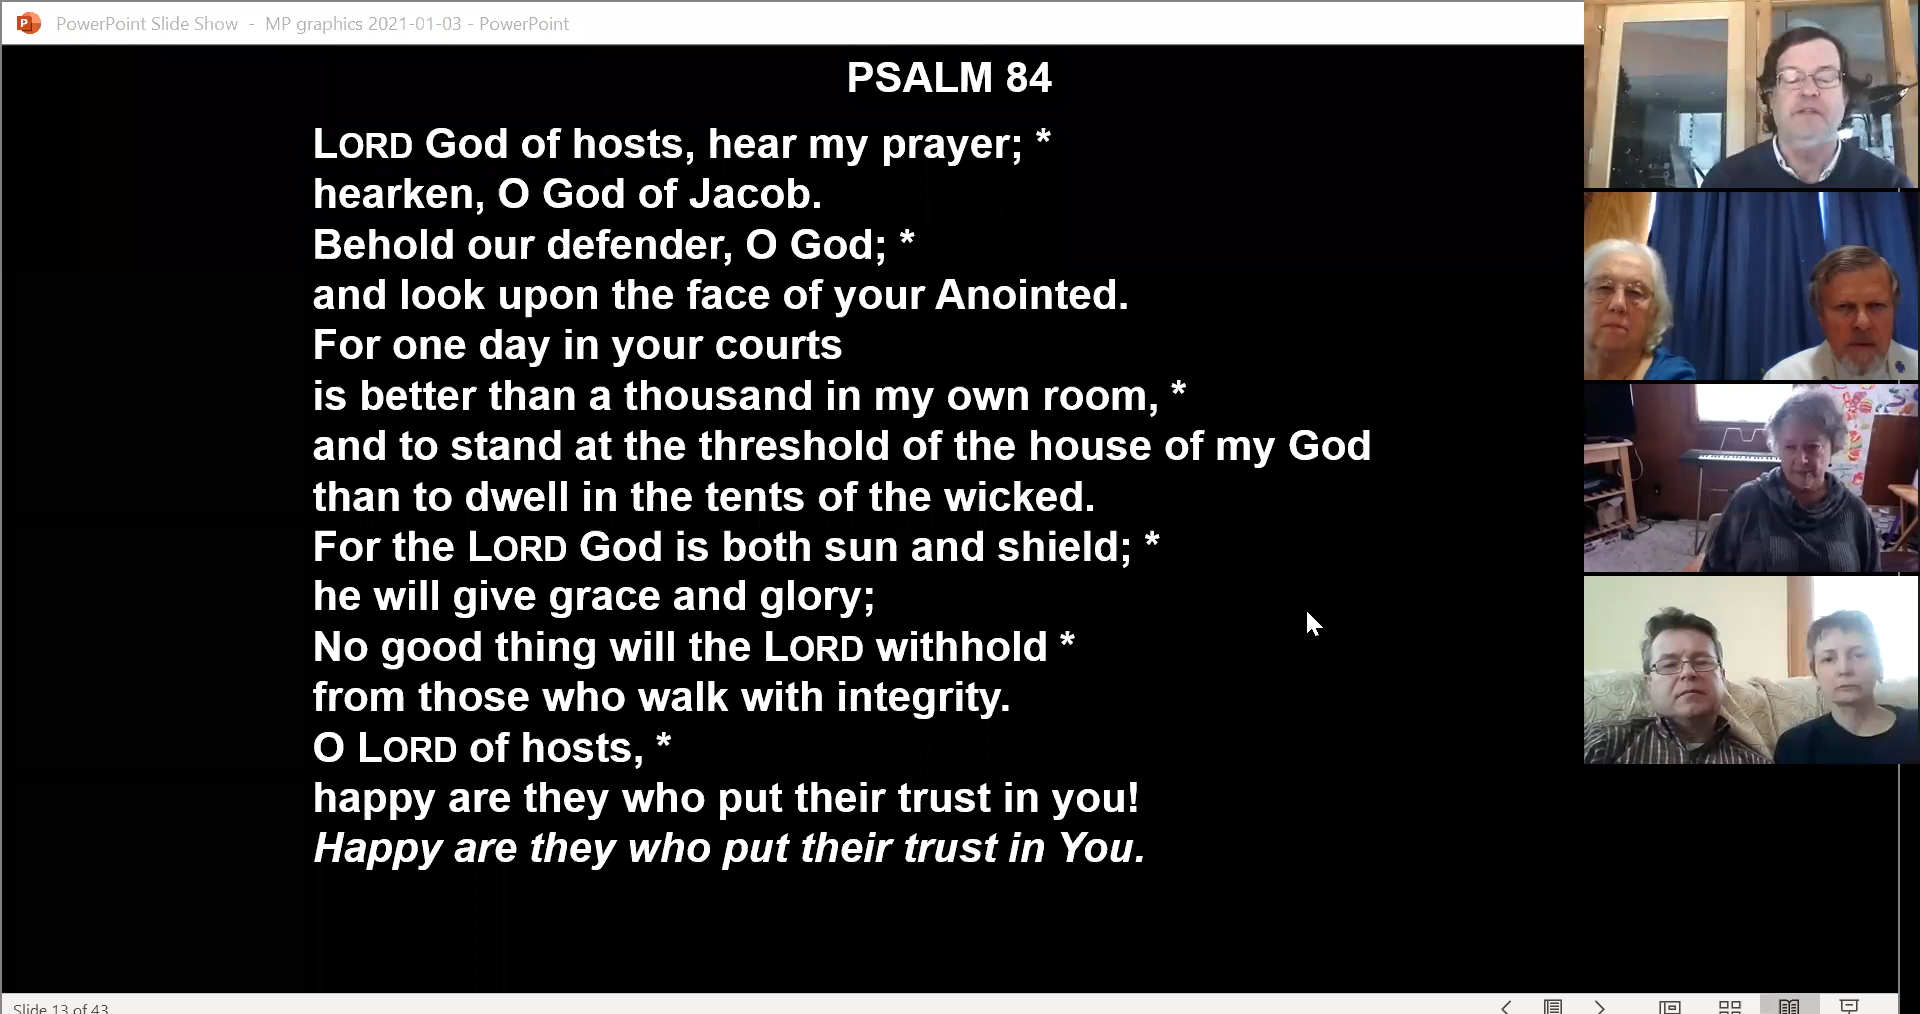 PowerPoint Slide Show - MP graphics 2021-01-03 - PowerPoint
PSALM 84
LORD God of hosts, hear my prayer; *
hearken, O God of Jacob.
Behold our defender, O God; *
and look upon the face of your Anointed.
For one day in your courts
is better than a thousand in my own room, *
and to stand at the threshold of the house of my God
than to dwell in the tents of the wicked.
For the LORD God is both sun and shield; *
he will give grace and glory;
No good thing will the LORD withhold *
from those who walk with integrity.
O LORD of hosts, *
happy are they who put their trust in you!
Happy are they who put their trust in You.
Slide 13 of 43